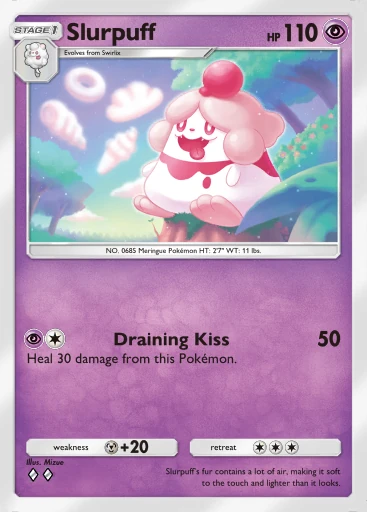 STAGE 1
Slurpuff
HP 110
Evolves from Swirlix
NO. 0685 Meringue Pokémon HT: 2'7" WT: 11 lbs.
Draining Kiss 50
Heal 30 damage from this Pokémon.
weakness +20 retreat
Illus. Mizue
Slurpuff's fur contains a lot of air, making it soft
to the touch and lighter than it looks.